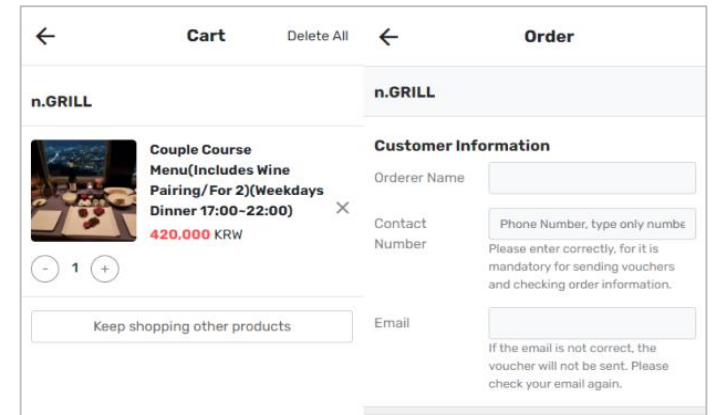 Cart
Delete All
n.GRILL
Couple Course
Menu(Includes Wine
Pairing/For 2)(Weekdays
Dinner 17:00~22:00)
420,000 KRW
- 1 +
Keep shopping other products
Order
n.GRILL
Customer Information
Orderer Name
Contact
Number
Phone Number, type only numbe
Please enter correctly, for it is
mandatory for sending vouchers
and checking order information.
Email
If the email is not correct, the
voucher will not be sent. Please
check your email again.